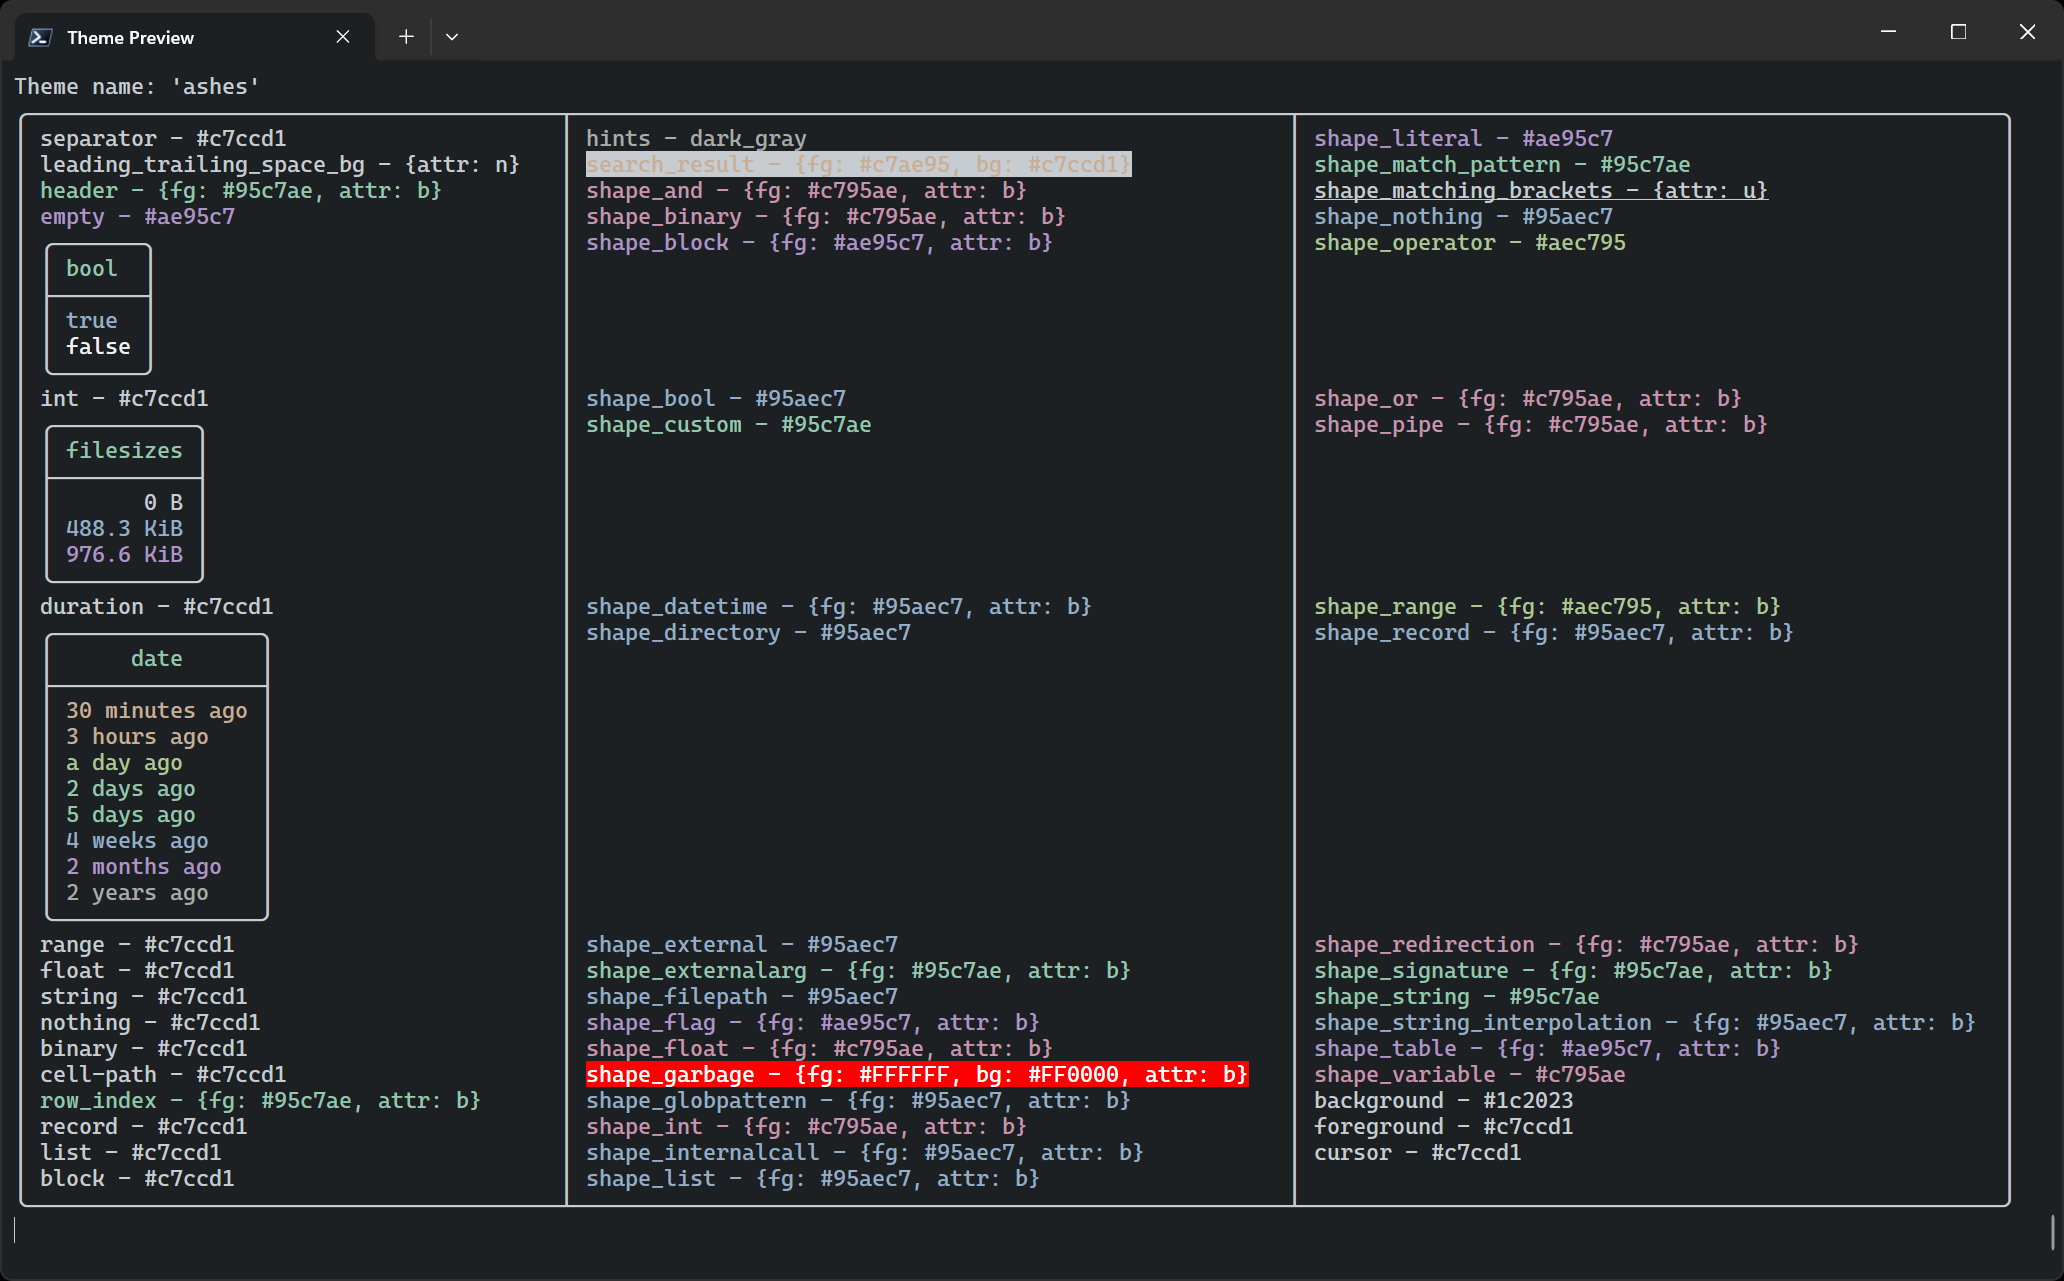 Theme Preview
Theme name: 'ashes'
separator - #c7ccd1
leading_trailing_space_bg - {attr: n}
header - {fg: #95c7ae, attr: b}
empty - #ae95c7
bool
true
false
int - #c7ccd1
filesizes
0 B
488.3 KiB
976.6 KiB
duration - #c7ccd1
date
30 minutes ago
3 hours ago
a day ago
2 days ago
5 days ago
4 weeks ago
2 months ago
2 years ago
range - #c7ccd1
float - #c7ccd1
string - #c7ccd1
nothing - #c7ccd1
binary - #c7ccd1
cell-path - #c7ccd1
row_index - {fg: #95c7ae, attr: b}
record - #c7ccd1
list - #c7ccd1
block - #c7ccd1
hints - dark_gray
search_result - {fg: #c7ae95, bg: #c7ccd1}
shape_and - {fg: #c795ae, attr: b}
shape_binary - {fg: #c795ae, attr: b}
shape_block - {fg: #ae95c7, attr: b}
shape_bool - #95aec7
shape_custom - #95c7ae
shape_datetime - {fg: #95aec7, attr: b}
shape_directory - #95aec7
shape_external - #95aec7
shape_externalarg - {fg: #95c7ae, attr: b}
shape_filepath - #95aec7
shape_flag - {fg: #ae95c7, attr: b}
shape_float - {fg: #c795ae, attr: b}
shape_garbage - {fg: #FFFFFF, bg: #FF0000, attr: b}
shape_globpattern - {fg: #95aec7, attr: b}
shape_int - {fg: #c795ae, attr: b}
shape_internalcall - {fg: #95aec7, attr: b}
shape_list - {fg: #95aec7, attr: b}
shape_literal - #ae95c7
shape_match_pattern - #95c7ae
shape_matching_brackets - {attr: u}
shape_nothing - #95aec7
shape_operator - #aec795
shape_or - {fg: #c795ae, attr: b}
shape_pipe - {fg: #c795ae, attr: b}
shape_range - {fg: #aec795, attr: b}
shape_record - {fg: #95aec7, attr: b}
shape_redirection - {fg: #c795ae, attr: b}
shape_signature - {fg: #95c7ae, attr: b}
shape_string - #95c7ae
shape_string_interpolation - {fg: #95aec7, attr: b}
shape_table - {fg: #ae95c7, attr: b}
shape_variable - #c795ae
background - #1c2023
foreground - #c7ccd1
cursor - #c7ccd1